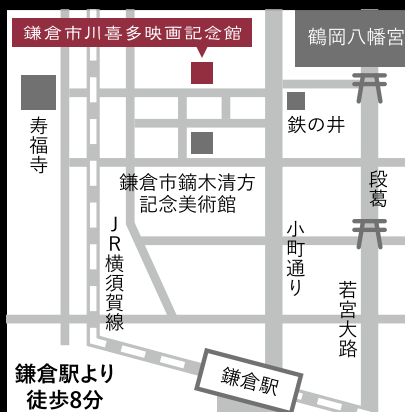 鎌倉市川喜多映画記念館
鶴岡八幡宮
寿福寺
鉄の井
鎌倉市鏑木清方
記念美術館
段葛
JR横須賀線
小町通り
若宮大路
鎌倉駅より
徒歩8分
鎌倉駅